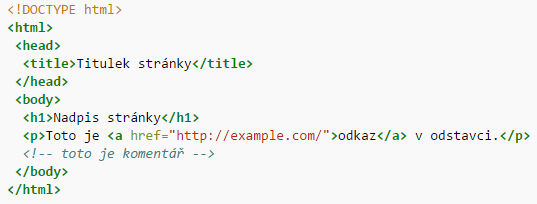 <!DOCTYPE html>
<html>
<head>
<title>Titulek stránky</title>
</head>
<body>
<h1>Nadpis stránky</h1>
<p>Toto je <a href="http://example.com/">odkaz</a> v odstavci.</p>
<!-- toto je komentář -->
</body>
</html>